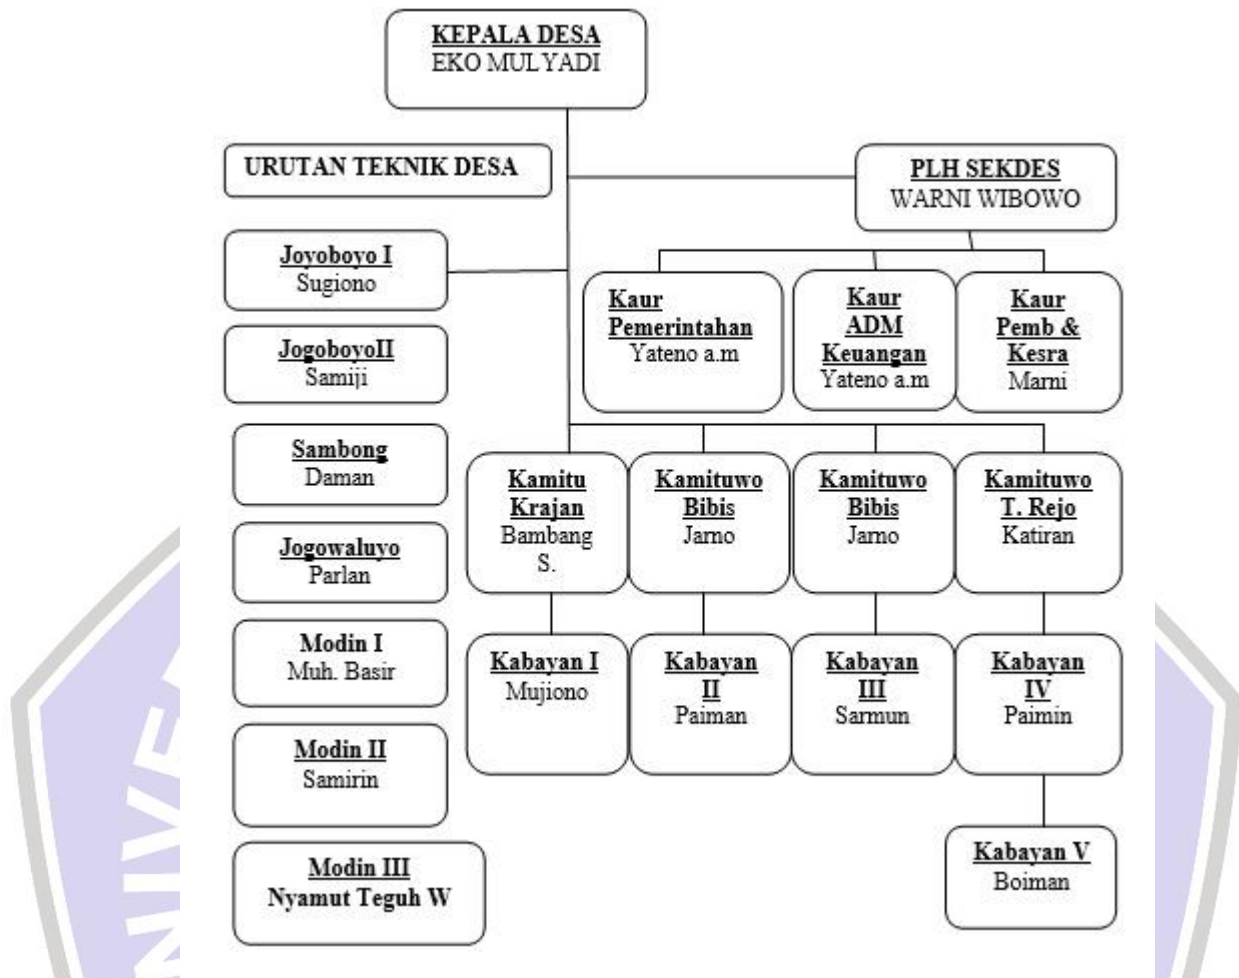 KEPALA DESA
EKO MULYADI
URUTAN TEKNIK DESA
PLH SEKDES
WARNI WIBOWO
Joyoboyo I
Sugiono
Kaur
Pemerintahan
Yateno a.m
Kaur
ADM
Keuangan
Yateno a.m
Kaur
Pemb &
Kesra
Marni
JogoboyoII
Samiji
Sambong
Daman
Kamitu
Krajan
Bambang
S.
Kamituwo
Bibis
Jarno
Kamituwo
Bibis
Jarno
Kamituwo
T. Rejo
Katiran
Jogowaluyo
Parlan
Modin I
Muh. Basir
Kabayan I
Mujiono
Kabayan
II
Paiman
Kabayan
III
Sarmun
Kabayan
IV
Paimin
Modin II
Samirin
Modin III
Nyamut Teguh W
Kabayan V
Boiman